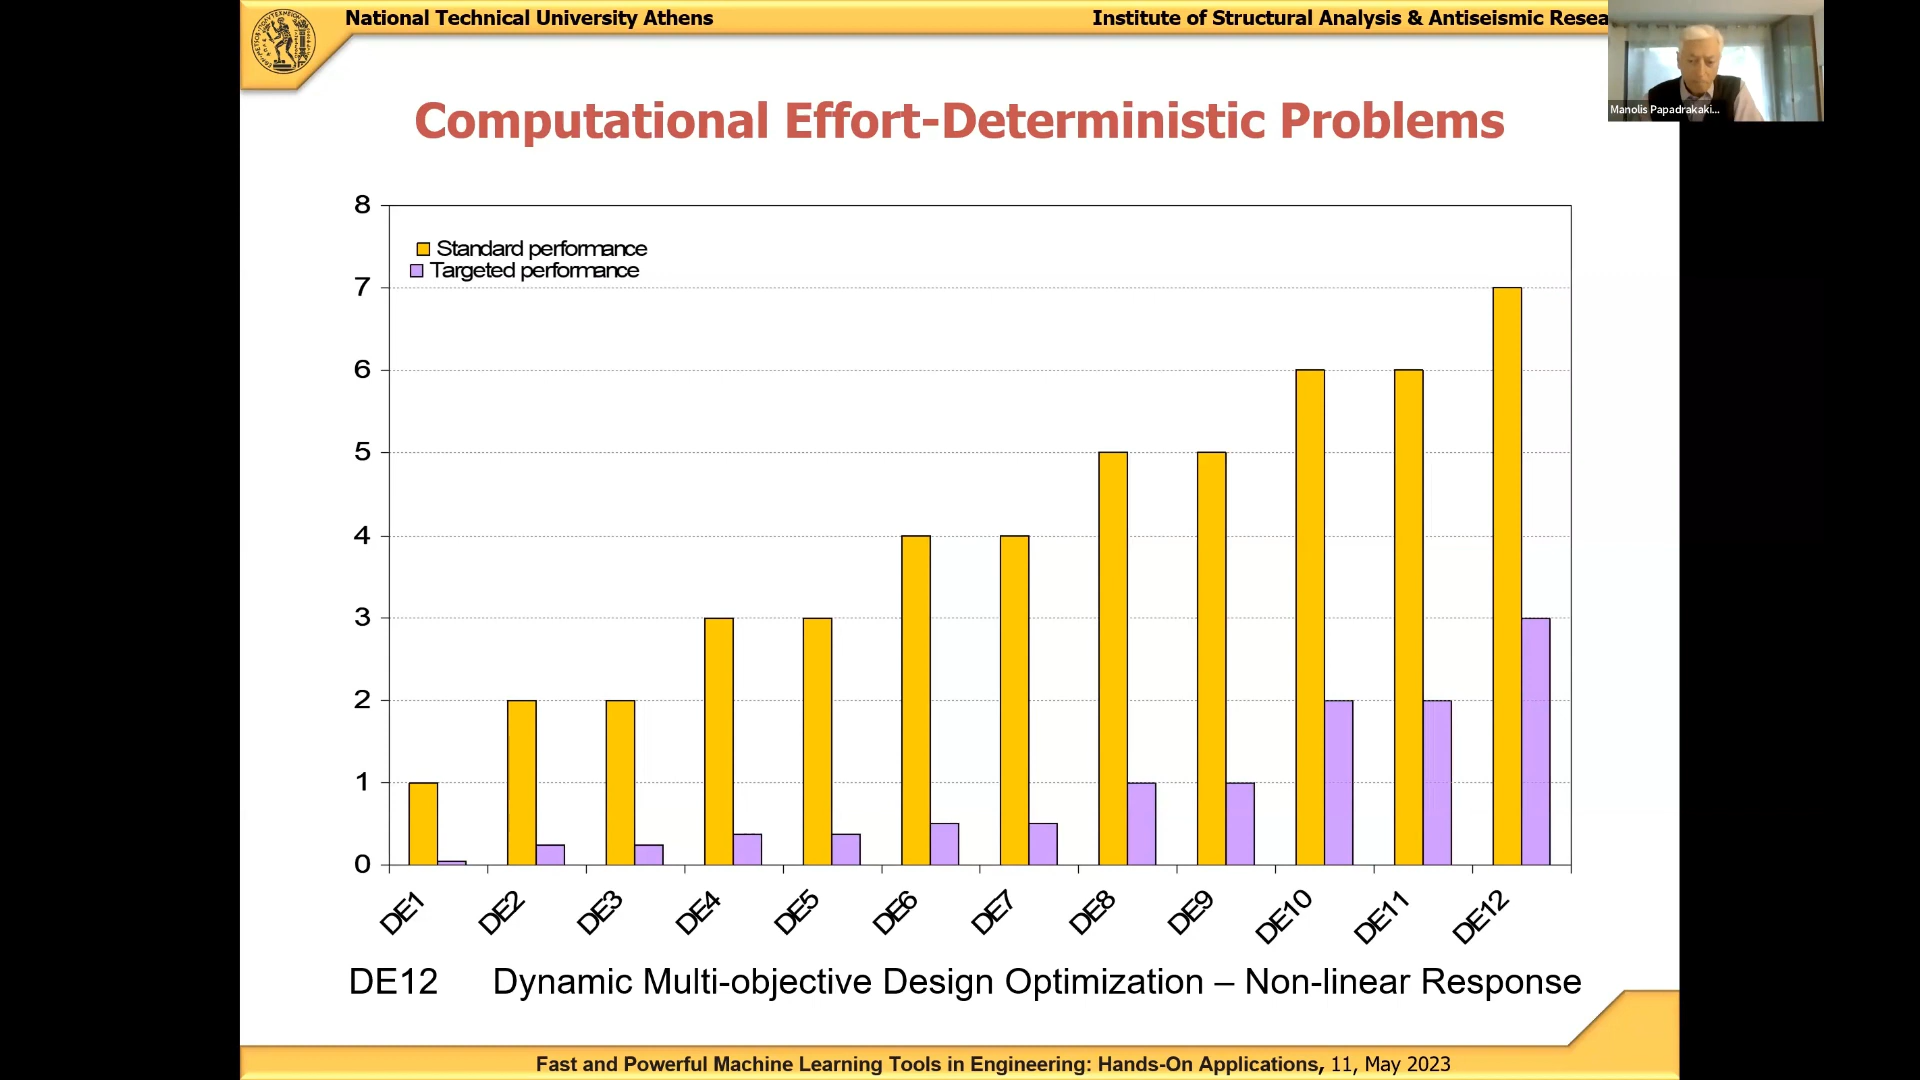 National Technical University Athens
Institute of Structural Analysis & Antiseismic Resea
Manolis Papadrakaki...
Computational Effort-Deterministic Problems
8
7
6
5
4
3
2
1
0
Standard performance
Targeted performance
DE1
DE2
DE3
DE4
DE5
DE6
DE7
DE8
DE9
DE10
DE11
DE12
DE12 Dynamic Multi-objective Design Optimization – Non-linear Response
Fast and Powerful Machine Learning Tools in Engineering: Hands-On Applications, 11, May 2023